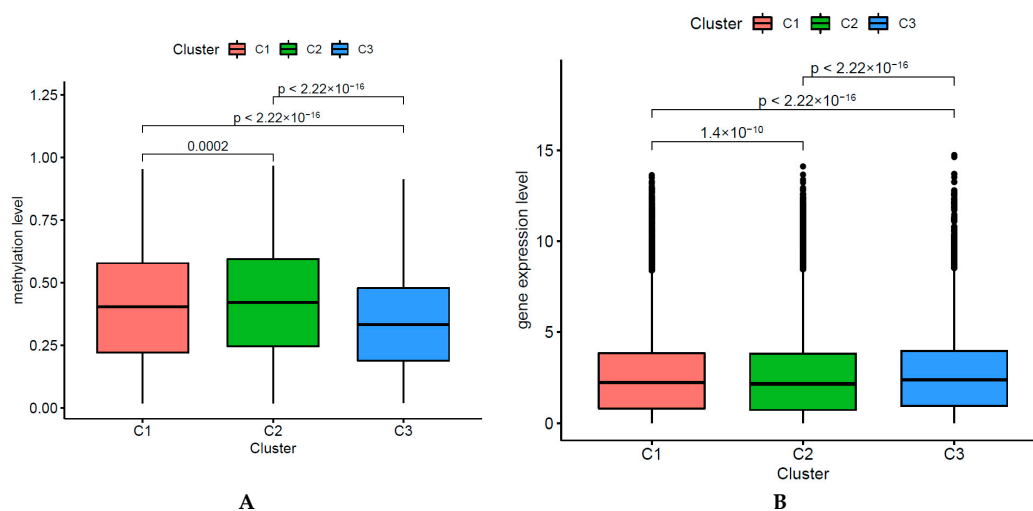 Cluster C1 C2 C3
p < 2.22×10⁻¹⁶
p < 2.22×10⁻¹⁶
0.0002
1.25
1.00
0.75
0.50
0.25
0.00
methylation level
C1 C2 C3
Cluster
A
Cluster C1 C2 C3
p < 2.22×10⁻¹⁶
p < 2.22×10⁻¹⁶
1.4×10⁻¹⁰
15
10
5
0
gene expression level
C1 C2 C3
Cluster
B